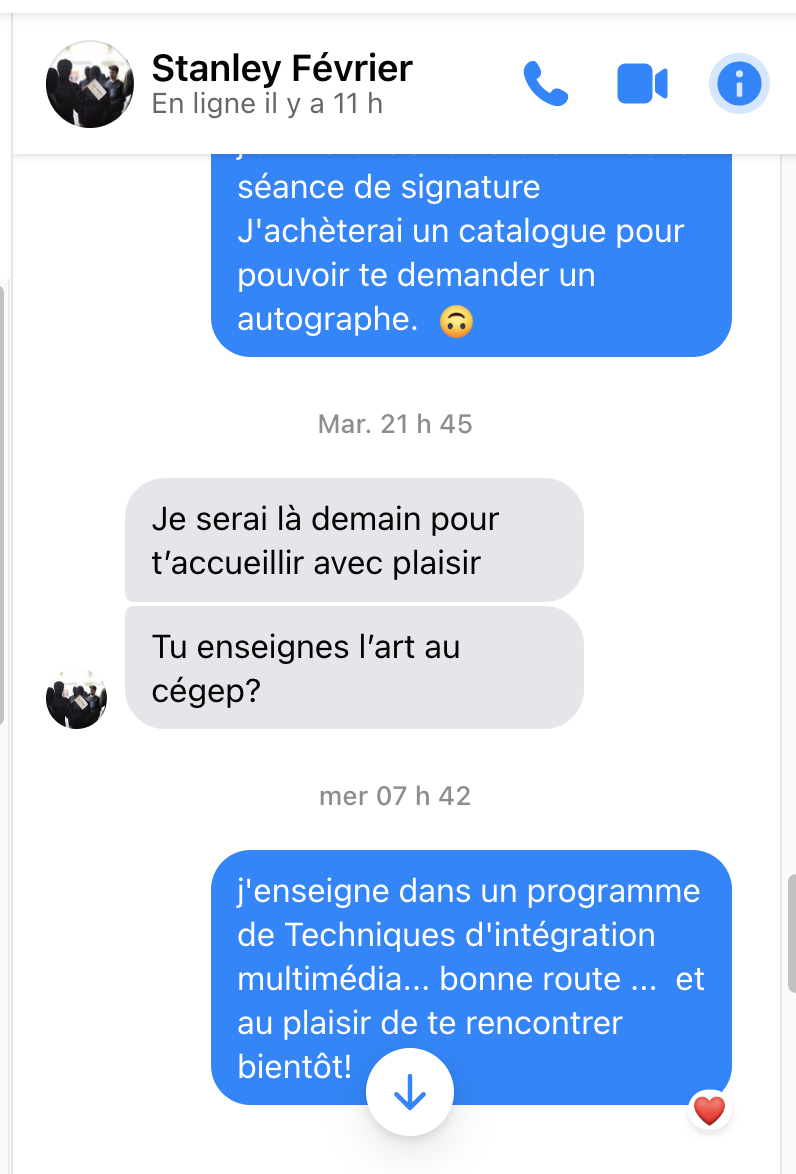 Stanley Février
En ligne il y a 11 h
séance de signature
J'achèterai un catalogue pour
pouvoir te demander un
autographe. 🙃
Mar. 21 h 45
Je serai là demain pour
t’accueillir avec plaisir
Tu enseignes l’art au
cégep?
mer 07 h 42
j'enseigne dans un programme
de Techniques d'intégration
multimédia... bonne route ... et
au plaisir de te rencontrer
bientôt!